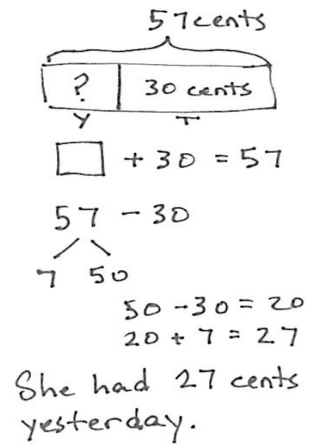 57 cents
? 30 cents
Y T
□ + 30 = 57
57 - 30
7 50
50 - 30 = 20
20 + 7 = 27
She had 27 cents
yesterday.